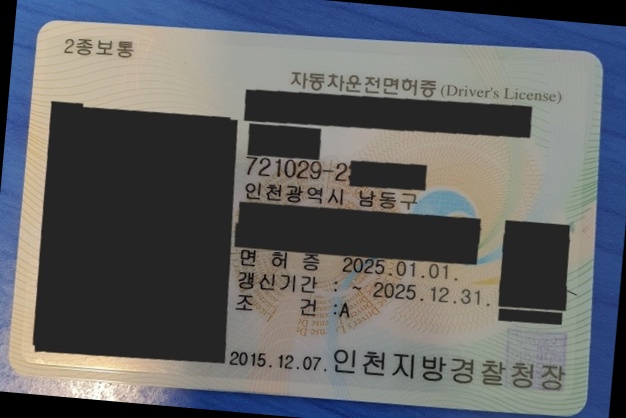 2종보통
자동차운전면허증 (Driver's License)
721029-2
인천광역시 남동구
면 허 증 2025.01.01.
갱신기간 : ~ 2025.12.31.
조 건 :A
2015.12.07. 인천지방경찰청장